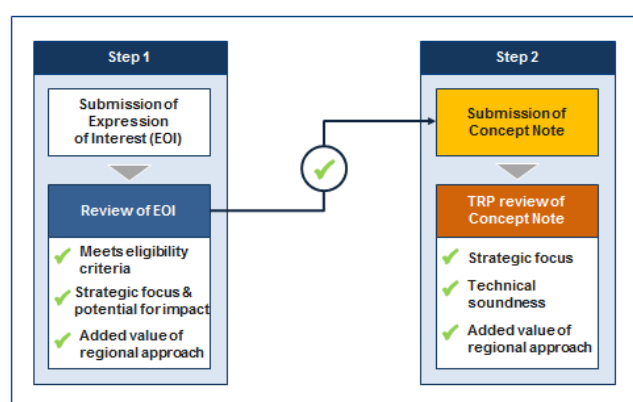 Step 1
Submission of
Expression
of Interest (EOI)
Review of EOI
Meets eligibility
criteria
Strategic focus &
potential for impact
Added value of
regional approach
Step 2
Submission of
Concept Note
TRP review of
Concept Note
Strategic focus
Technical
soundness
Added value of
regional approach